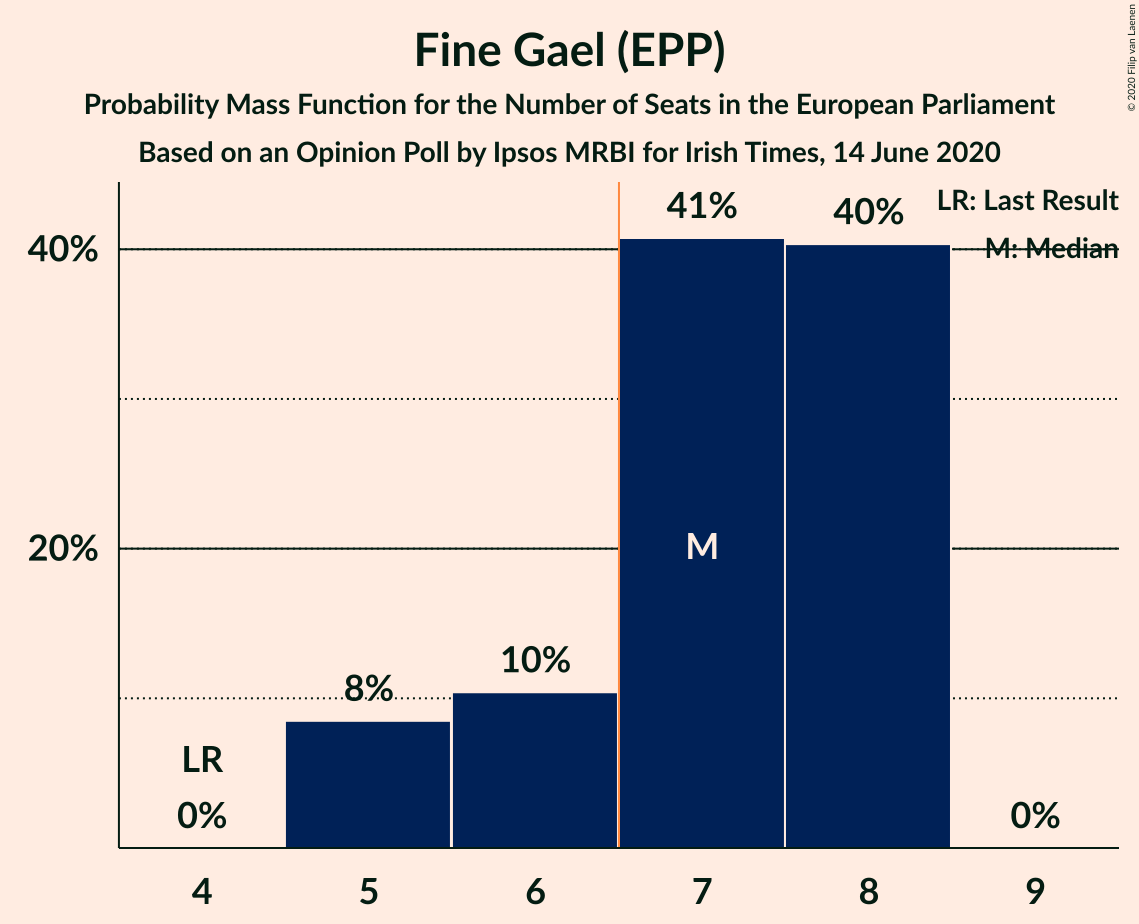 Fine Gael (EPP)
Probability Mass Function for the Number of Seats in the European Parliament
Based on an Opinion Poll by Ipsos MRBI for Irish Times, 14 June 2020
© 2020 Filip van Laenen
LR: Last Result
M: Median
41%
40%
40%
20%
M
10%
8%
LR
0%
0%
4
5
6
7
8
9